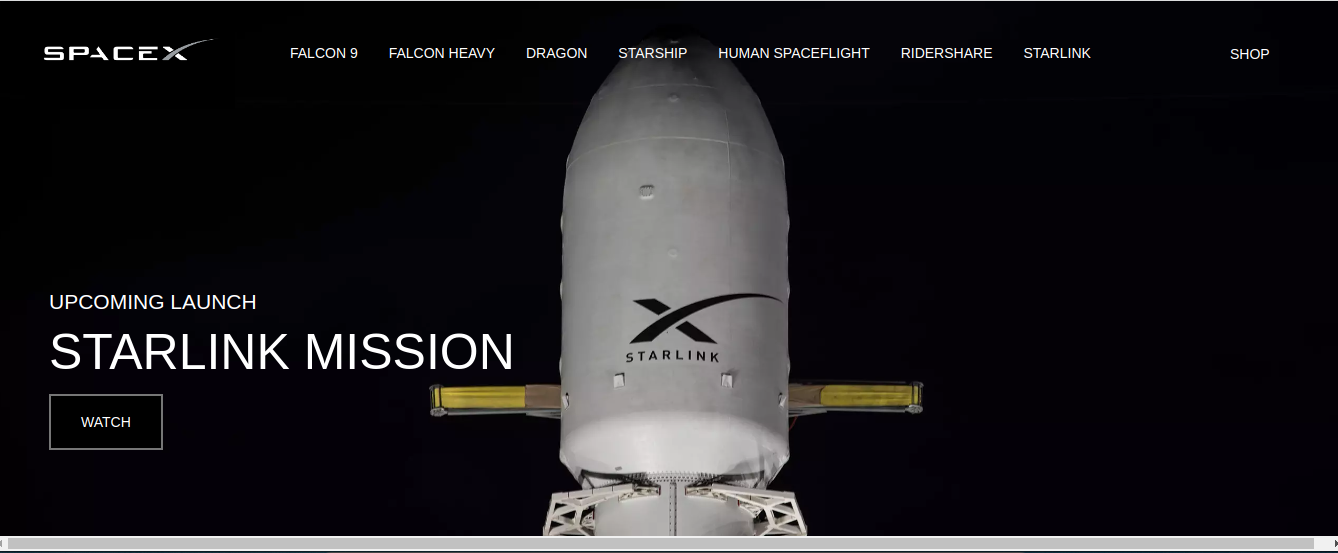 SPACEX FALCON 9 FALCON HEAVY DRAGON STARSHIP HUMAN SPACEFLIGHT RIDERSHARE STARLINK SHOP
UPCOMING LAUNCH
STARLINK MISSION
WATCH
STARLINK